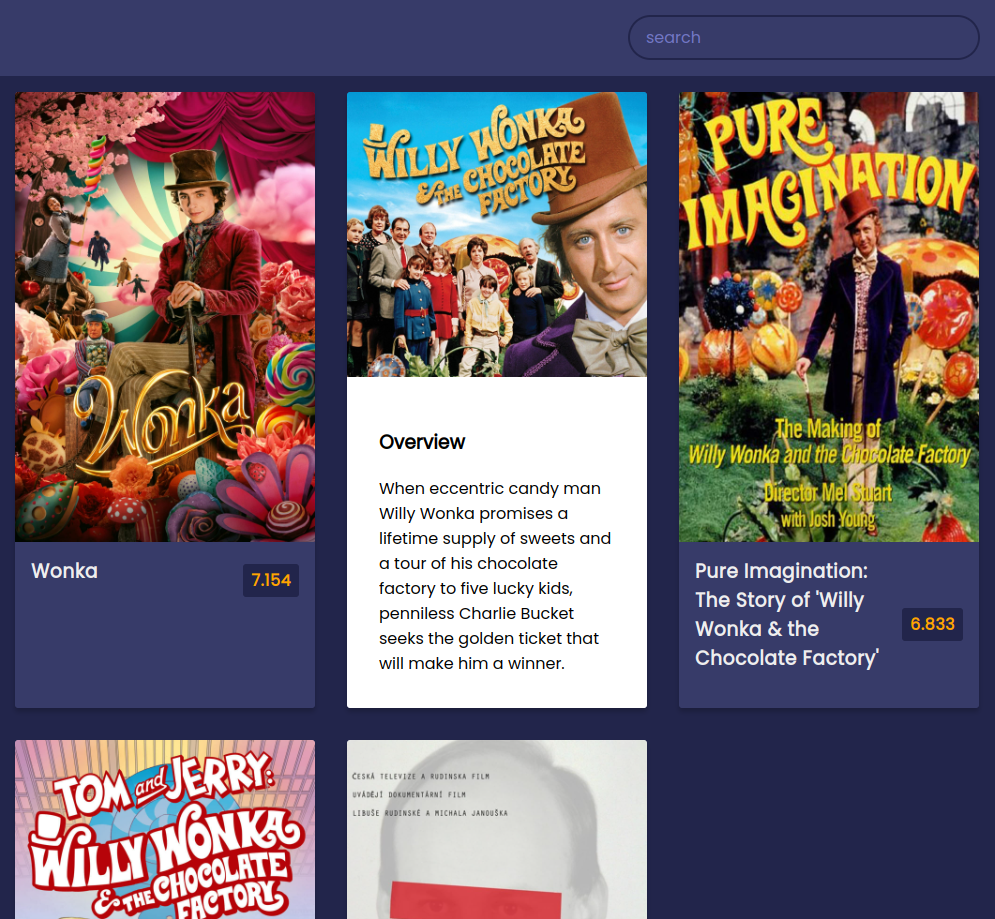 search
Wonka
Wonka
7.154
WILLY WONKA
& THE CHOCOLATE
FACTORY
Overview
When eccentric candy man
Willy Wonka promises a
lifetime supply of sweets and
a tour of his chocolate
factory to five lucky kids,
penniless Charlie Bucket
seeks the golden ticket that
will make him a winner.
PURE
IMAGINATION
The Making of
Willy Wonka and the Chocolate Factory
Director Mel Stuart
with Josh Young
Pure Imagination:
The Story of 'Willy
Wonka & the
Chocolate Factory'
6.833
TOM and JERRY:
WILLY WONKA
& THE CHOCOLATE
FACTORY
ČESKÁ TELEVIZE A RUDINSKA FILM
UVÁDĚJÍ DOKUMENTÁRNÍ FILM
LIBUŠE RUDINSKÉ A MICHALA JANOUŠKA